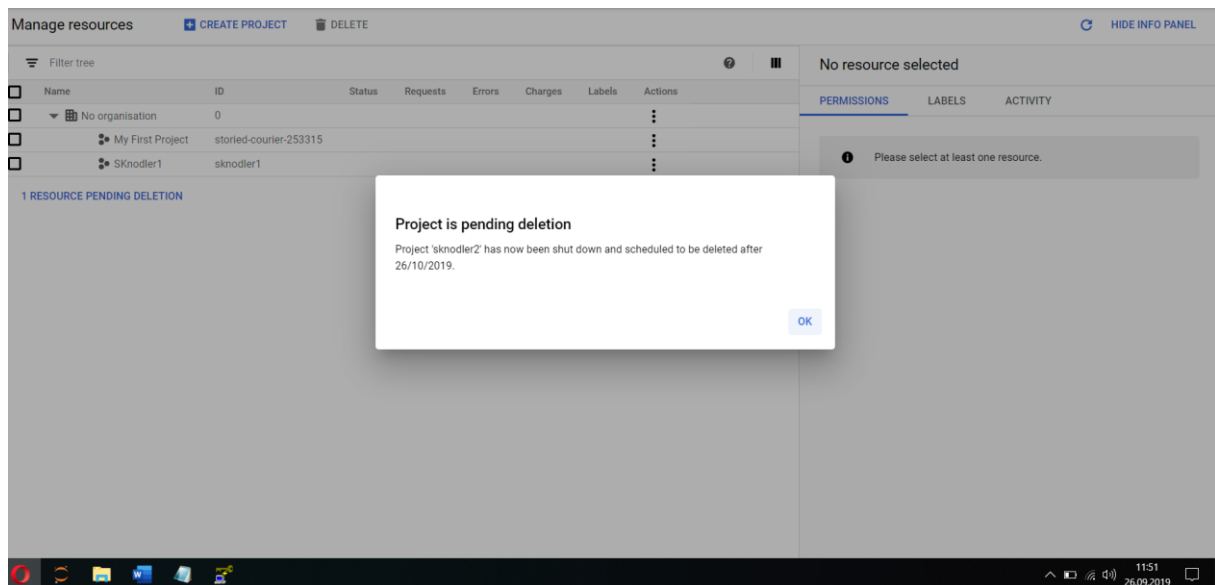 Manage resources
CREATE PROJECT
DELETE
HIDE INFO PANEL
Filter tree
Name ID Status Requests Errors Charges Labels Actions
No organisation 0
My First Project storied-courier-253315
SKnodler1 sknodler1
1 RESOURCE PENDING DELETION
No resource selected
PERMISSIONS LABELS ACTIVITY
Please select at least one resource.
Project is pending deletion
Project 'sknodler2' has now been shut down and scheduled to be deleted after
26/10/2019.
OK
11:51
26.09.2019